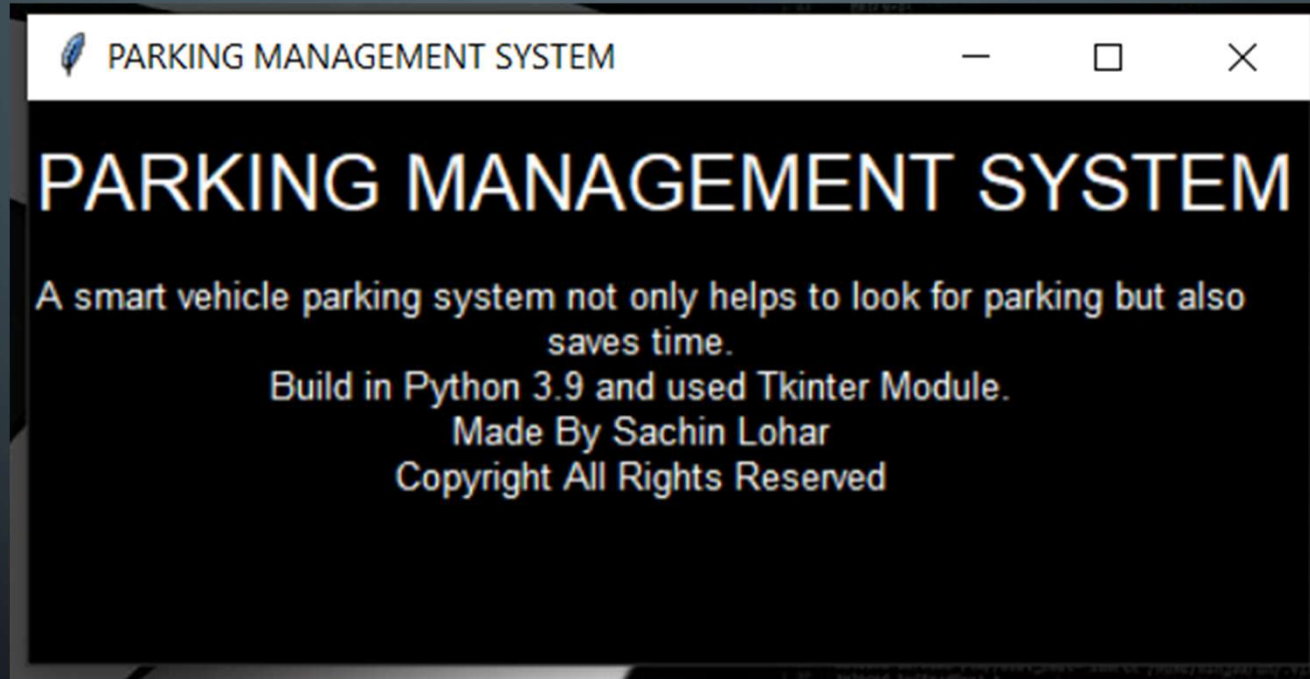 PARKING MANAGEMENT SYSTEM
PARKING MANAGEMENT SYSTEM
A smart vehicle parking system not only helps to look for parking but also
saves time.
Build in Python 3.9 and used Tkinter Module.
Made By Sachin Lohar
Copyright All Rights Reserved